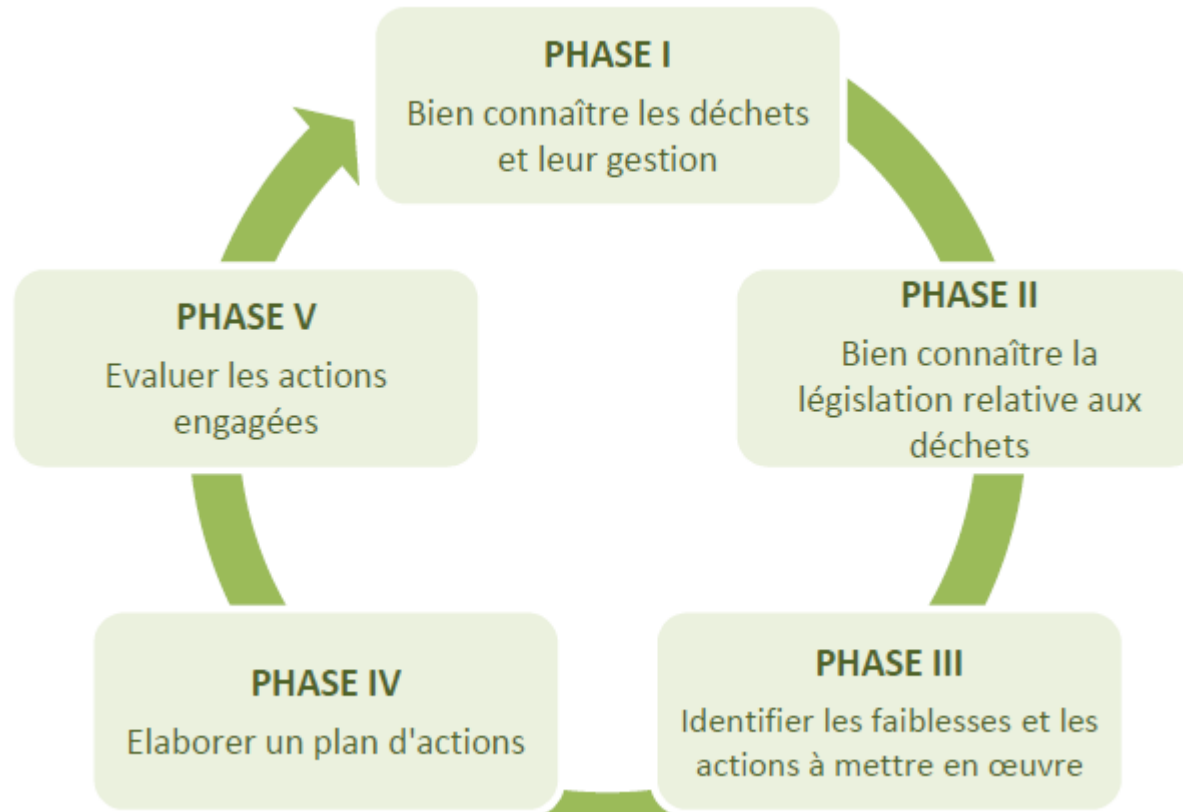 PHASE I
Bien connaître les déchets
et leur gestion
PHASE II
Bien connaître la
législation relative aux
déchets
PHASE III
Identifier les faiblesses et les
actions à mettre en œuvre
PHASE IV
Elaborer un plan d'actions
PHASE V
Evaluer les actions
engagées